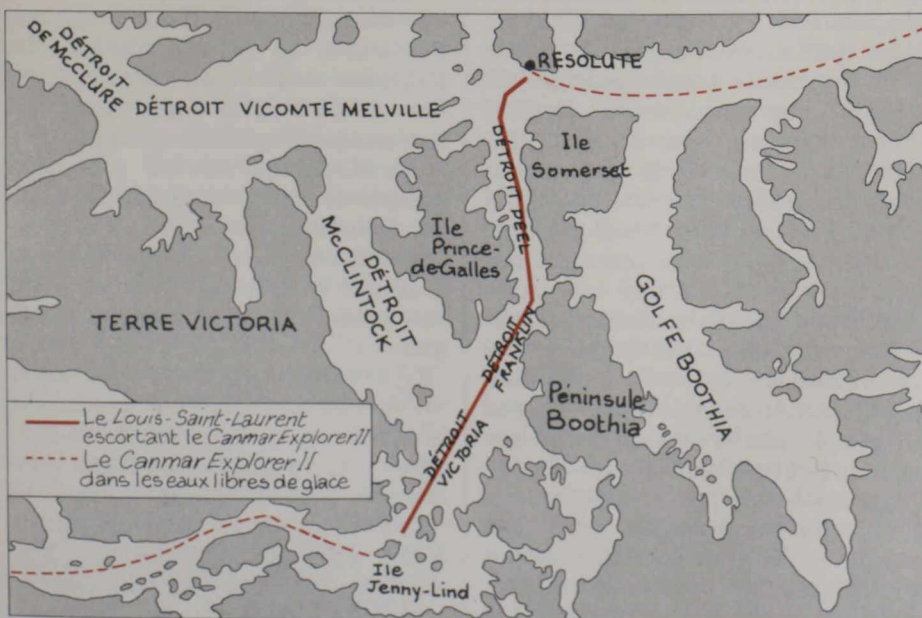 DÉTROIT
DE McCLURE
DÉTROIT VICOMTE MELVILLE
RESOLUTE
DÉTROIT PEEL
Ile
Somerset
Ile
Prince-
de-Galles
DÉTROIT
McCLINTOCK
TERRE VICTORIA
GOLFE BOOTHIA
DÉTROIT
FRANKLIN
Péninsule
Boothia
DÉTROIT
VICTORIA
Le Louis-Saint-Laurent
escortant le Canmar Explorer II
Le Canmar Explorer II
dans les eaux libres de glace
Ile
Jenny-Lind